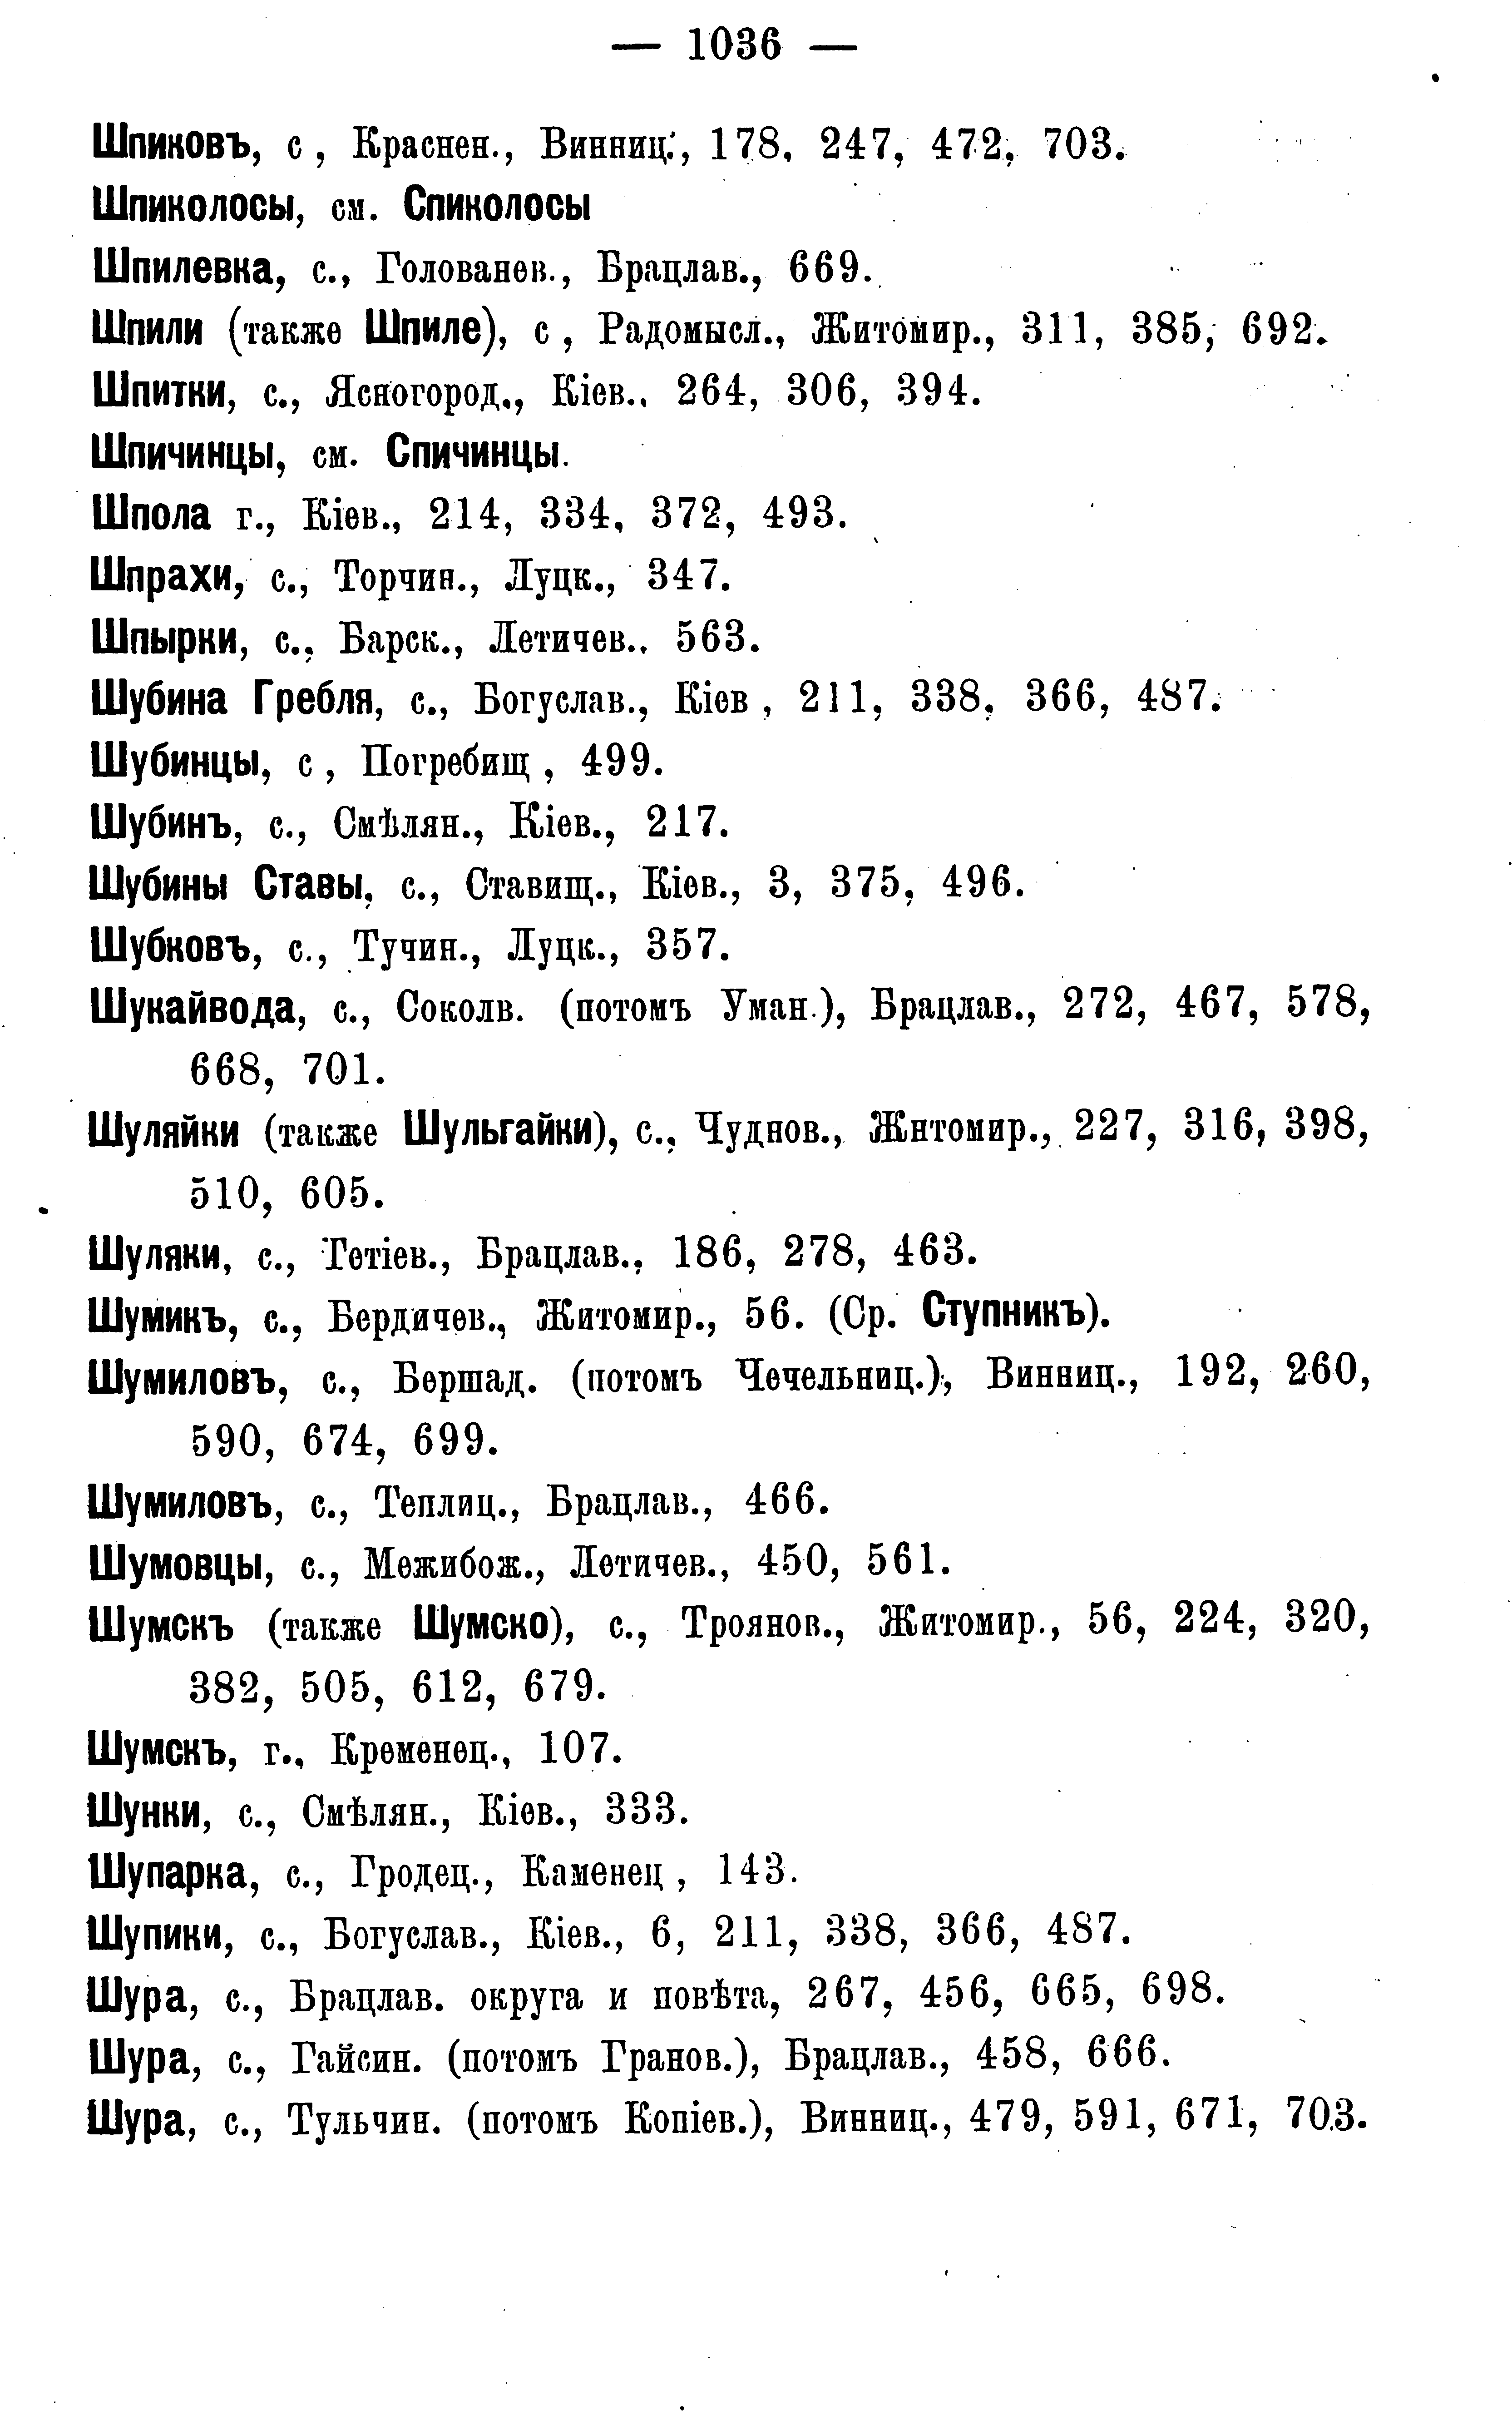 — 1036 —
Шпиковъ, с , Краснен., Винниц., 178, 247, 472, 703.
Шпиколосы, см. Спиколосы
Шпилевка, с., Голованев., Брацлав., 669.
Шпили (также Шпиле), с , Радомысл., Житомир., 311, 385, 692.
Шпитки, с., Ясногород., Кіев., 264, 306, 394.
Шпичинцы, см. Спичинцы.
Шпола г., Кіев., 214, 334, 372, 493.
Шпрахи, с., Торчин., Луцк., 347.
Шпырки, с., Барск., Летичев., 563.
Шубина Гребля, с., Богуслав., Кіев , 211, 338, 366, 487.
Шубинцы, с , Погребищ , 499.
Шубинъ, с., Смѣлян., Кіев., 217.
Шубины Ставы, с., Ставищ., Кіев., 3, 375, 496.
Шубковъ, с., Тучин., Луцк., 357.
Шукайвода, с., Соколв. (потомъ Уман.), Брацлав., 272, 467, 578,
668, 701.
Шуляйки (также Шульгайки), с., Чуднов., Житомир., 227, 316, 398,
510, 605.
Шуляки, с., Тетіев., Брацлав., 186, 278, 463.
Шумикъ, с., Бердичев., Житомир., 56. (Ср. Ступникъ).
Шумиловъ, с., Бершад. (потомъ Чечельниц.), Винниц., 192, 260,
590, 674, 699.
Шумиловъ, с., Теплиц., Брацлав., 466.
Шумовцы, с., Межибож., Летичев., 450, 561.
Шумскъ (также Шумско), с., Троянов., Житомир., 56, 224, 320,
382, 505, 612, 679.
Шумскъ, г., Кременец., 107.
Шунки, с., Смѣлян., Кіев., 333.
Шупарка, с., Гродец., Каменец , 143.
Шупики, с., Богуслав., Кіев., 6, 211, 338, 366, 487.
Шура, с., Брацлав. округа и повѣта, 267, 456, 665, 698.
Шура, с., Гайсин. (потомъ Гранов.), Брацлав., 458, 666.
Шура, с., Тульчин. (потомъ Копіев.), Винниц., 479, 591, 671, 703.